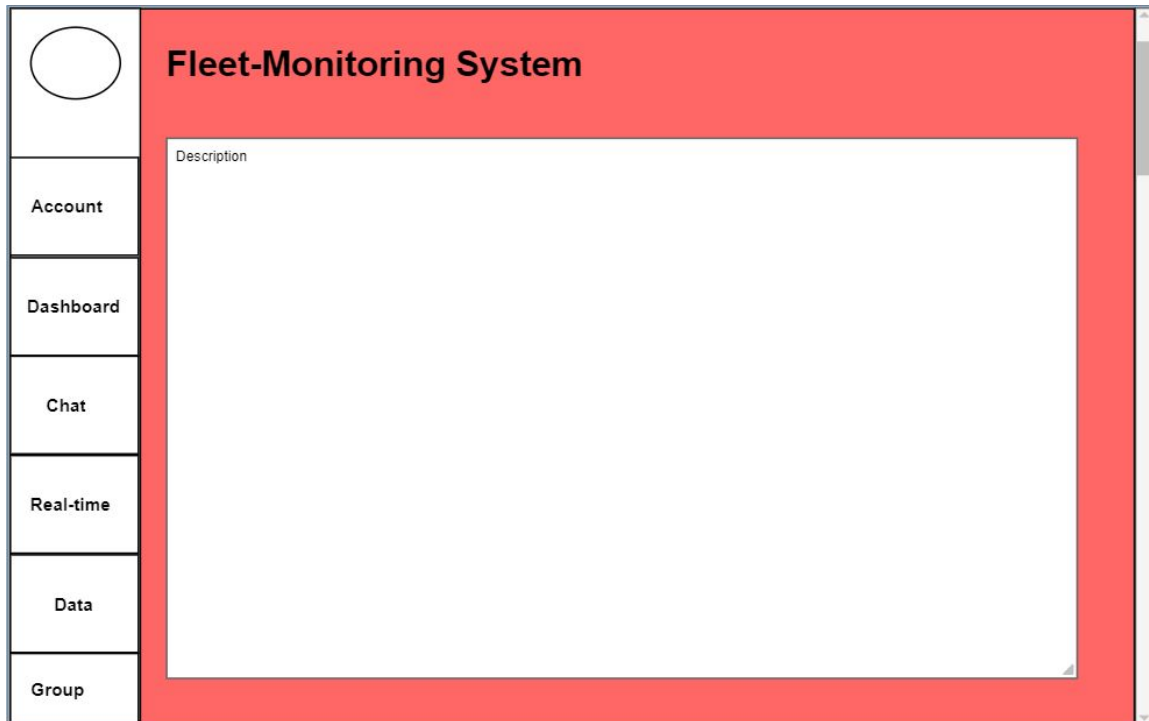 Fleet-Monitoring System
Description
Account
Dashboard
Chat
Real-time
Data
Group